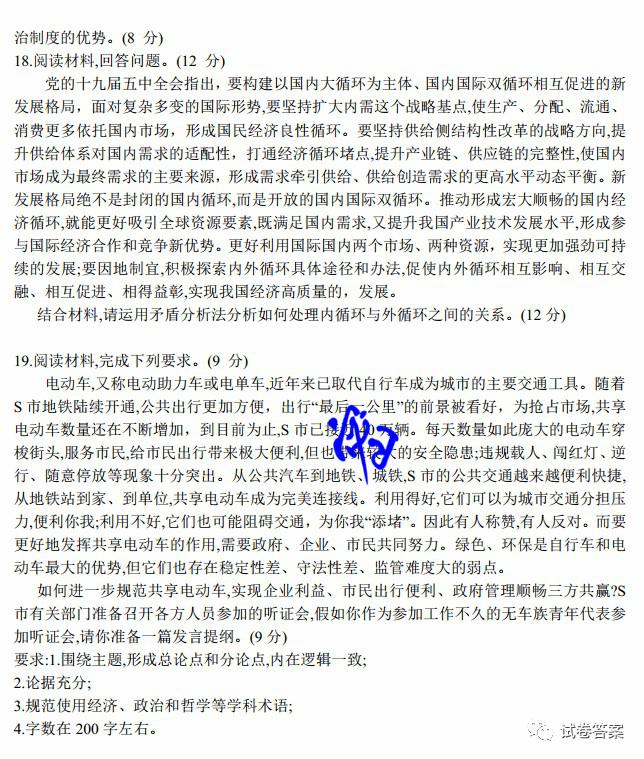 治制度的优势。(8 分)
18.阅读材料,回答问题。(12 分)
党的十九届五中全会指出，要构建以国内大循环为主体、国内国际双循环相互促进的新
发展格局，面对复杂多变的国际形势,要坚持扩大内需这个战略基点,使生产、分配、流通、
消费更多依托国内市场，形成国民经济良性循环。要坚持供给侧结构性改革的战略方向,提
升供给体系对国内需求的适配性，打通经济循环堵点,提升产业链、供应链的完整性,使国内
市场成为最终需求的主要来源，形成需求牵引供给、供给创造需求的更高水平动态平衡。新
发展格局绝不是封闭的国内循环,而是开放的国内国际双循环。推动形成宏大顺畅的国内经
济循环,就能更好吸引全球资源要素,既满足国内需求,又提升我国产业技术发展水平,形成参
与国际经济合作和竞争新优势。更好利用国际国内两个市场、两种资源，实现更加强劲可持
续的发展;要因地制宜,积极探索内外循环具体途径和办法,促使内外循环相互影响、相互交
融、相互促进、相得益彰,实现我国经济高质量的，发展。
结合材料,请运用矛盾分析法分析如何处理内循环与外循环之间的关系。(12 分)
19.阅读材料,完成下列要求。(9 分)
电动车,又称电动助力车或电单车,近年来已取代自行车成为城市的主要交通工具。随着
S 市地铁陆续开通,公共出行更加方便，出行“最后一公里”的前景被看好，为抢占市场,共享
电动车数量还在不断增加，到目前为止,S 市已接近 40 万辆。每天数量如此庞大的电动车穿
梭街头,服务市民,给市民出行带来极大便利,但也带来较大的安全隐患;违规载人、闯红灯、逆
行、随意停放等现象十分突出。从公共汽车到地铁、城铁,S 市的公共交通越来越便利快捷,
从地铁站到家、到单位,共享电动车成为完美连接线。利用得好,它们可以为城市交通分担压
力,便利你我;利用不好,它们也可能阻碍交通，为你我“添堵”。因此有人称赞,有人反对。而要
更好地发挥共享电动车的作用,需要政府、企业、市民共同努力。绿色、环保是自行车和电
动车最大的优势,但它们也存在稳定性差、守法性差、监管难度大的弱点。
如何进一步规范共享电动车,实现企业利益、市民出行便利、政府管理顺畅三方共赢?S
市有关部门准备召开各方人员参加的听证会,假如你作为参加工作不久的无车族青年代表参
加听证会,请你准备一篇发言提纲。(9 分)
要求:1.围绕主题,形成总论点和分论点,内在逻辑一致;
2.论据充分;
3.规范使用经济、政治和哲学等学科术语;
4.字数在 200 字左右。
试卷答案